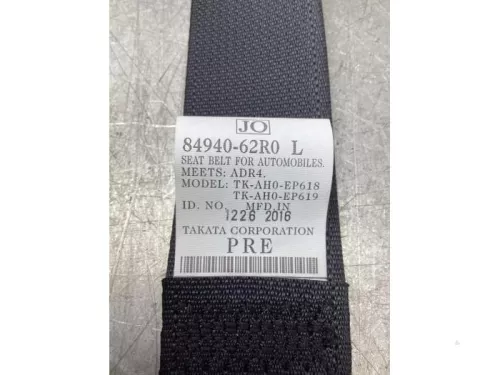 JO
84940-62R0 L
SEAT BELT FOR AUTOMOBILES.
MEETS: ADR4.
MODEL: TK-AH0-EP618
TK-AH0-EP619
ID. NO. MFD.IN
1226 2016
TAKATA CORPORATION
PRE